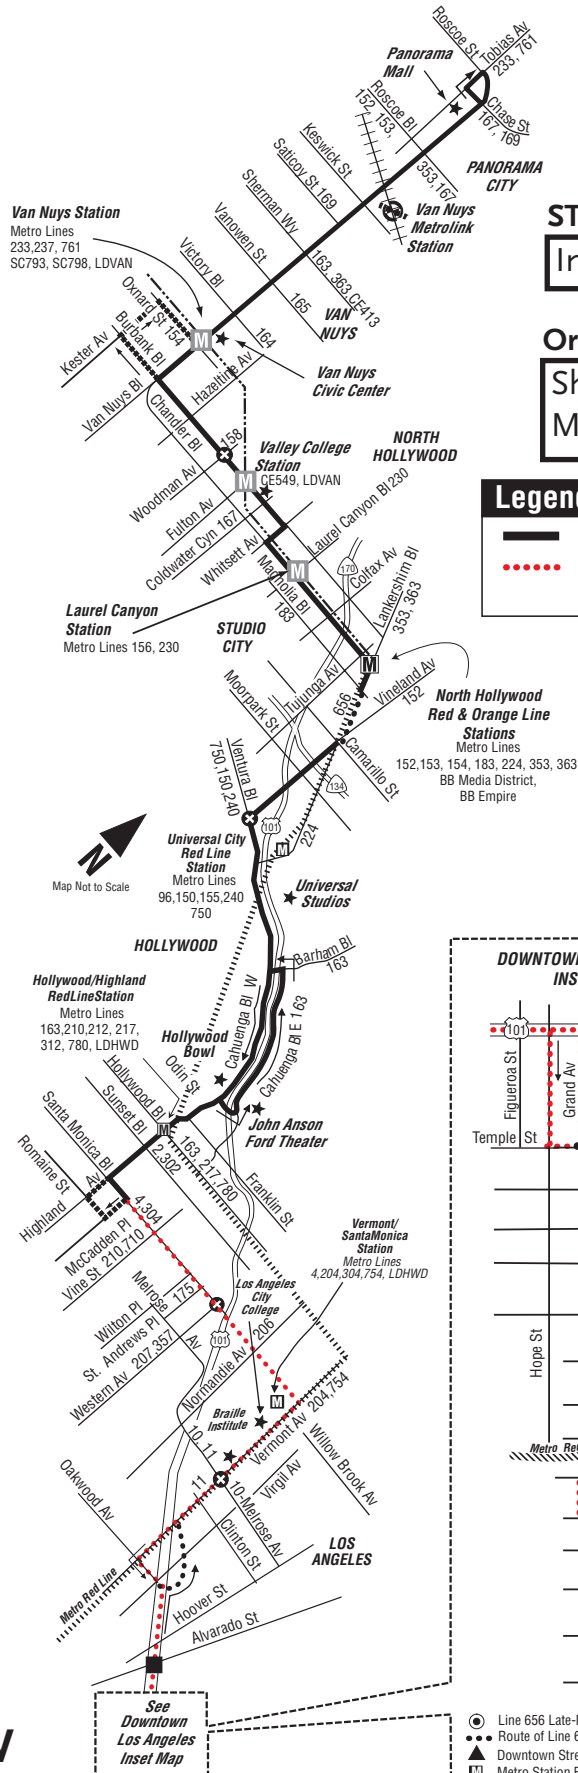 Roscoe St
Tobias Av
233, 761
Panorama
Mall
Chase St
167, 169
Roscoe Bl
152, 153,
353,167
PANORAMA
CITY
Keswick St
Saticoy St 169
Van Nuys
Metrolink
Station
Sherman Wy
163, 363,CE413
Vanowen St
165
VAN
NUYS
Victory Bl
164
Van Nuys Station
Metro Lines
233,237, 761
SC793, SC798, LDVAN
Oxnard St 154
Burbank Bl
Kester Av
M
Van Nuys
Civic Center
Van Nuys Bl
Hazeltine Av
Chandler Bl
158
Woodman Av
Valley College
Station
CE549, LDVAN
M
NORTH
HOLLYWOOD
Fulton Av
Coldwater Cyn 167
Whitsett Av
Laurel Canyon Bl 230
M
170
Colfax Av
Lankershim Bl
353, 363
Magnolia Bl
183
Laurel Canyon
Station
Metro Lines 156, 230
STUDIO
CITY
M
Tujunga Av
656
Vineland Av
152
North Hollywood
Red & Orange Line
Stations
Metro Lines
152,153, 154, 183, 224, 353, 363
BB Media District,
BB Empire
Moorpark St
Camarillo St
134
Ventura Bl
750,150,240
101
224
M
Universal City
Red Line
Station
Metro Lines
96,150,155,240
750
Universal
Studios
N
Map Not to Scale
HOLLYWOOD
Barham Bl
163
Cahuenga Bl W
Cahuenga Bl E 163
Hollywood/Highland
RedLineStation
Metro Lines
163,210,212, 217,
312, 780, LDHWD
Hollywood
Bowl
Odin St
John Anson
Ford Theater
Hollywood Bl
163, 217,780
M
Sunset Bl
2,302
Franklin St
Santa Monica Bl
4,304
Romaine St
Highland
Av
McCadden Pl
Vine St 210,710
Wilton Pl
Melrose
Av
175
St. Andrews Pl
Western Av 207,357
101
Normandie Av
206
Los Angeles
City
College
Vermont/
SantaMonica
Station
Metro Lines
4,204,304,754, LDHWD
M
Braille
Institute
10, 11
Vermont Av
204,754
Willow Brook Av
Virgil Av
11
10-Melrose Av
Clinton St
Oakwood Av
LOS
ANGELES
Metro Red Line
Hoover St
Alvarado St
See
Downtown
Los Angeles
Inset Map
ST
In
Or
Sh
M
Legen
DOWNTOWN
INS
101
Figueroa St
Grand Av
Temple St
Hope St
Metro Re
Line 656 Late-
Route of Line 6
Downtown Stre
M Metro Station